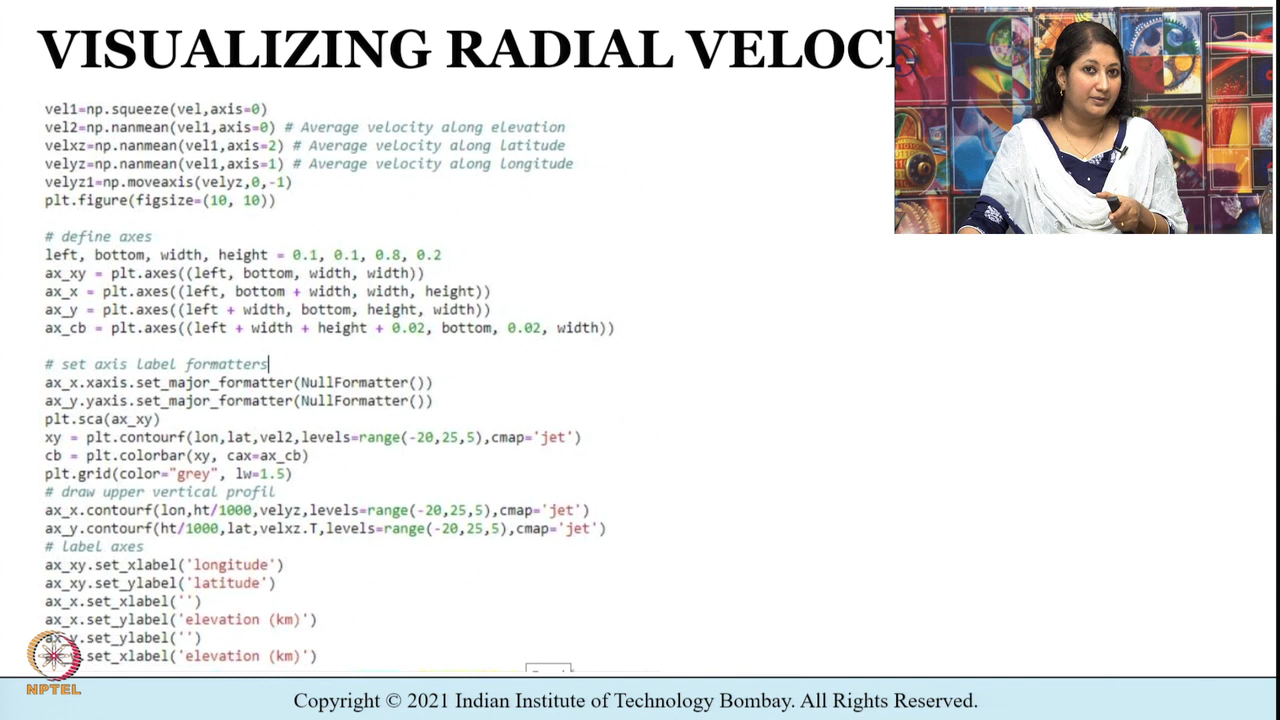 VISUALIZING RADIAL VELOC
vel1=np.squeeze(vel,axis=0)
vel2=np.nanmean(vel1,axis=0) # Average velocity along elevation
velxz=np.nanmean(vel1,axis=2) # Average velocity along latitude
velyz=np.nanmean(vel1,axis=1) # Average velocity along longitude
velyz1=np.moveaxis(velyz,0,-1)
plt.figure(figsize=(10, 10))
# define axes
left, bottom, width, height = 0.1, 0.1, 0.8, 0.2
ax_xy = plt.axes((left, bottom, width, width))
ax_x = plt.axes((left, bottom + width, width, height))
ax_y = plt.axes((left + width, bottom, height, width))
ax_cb = plt.axes((left + width + height + 0.02, bottom, 0.02, width))
# set axis label formatters
ax_x.xaxis.set_major_formatter(NullFormatter())
ax_y.yaxis.set_major_formatter(NullFormatter())
plt.sca(ax_xy)
xy = plt.contourf(lon,lat,vel2,levels=range(-20,25,5),cmap='jet')
cb = plt.colorbar(xy, cax=ax_cb)
plt.grid(color="grey", lw=1.5)
# draw upper vertical profil
ax_x.contourf(lon,ht/1000,velyz,levels=range(-20,25,5),cmap='jet')
ax_y.contourf(ht/1000,lat,velxz.T,levels=range(-20,25,5),cmap='jet')
# label axes
ax_xy.set_xlabel('longitude')
ax_xy.set_ylabel('latitude')
ax_x.set_xlabel('')
ax_x.set_ylabel('elevation (km)')
ax_y.set_ylabel('')
.set_xlabel('elevation (km)')
NPTEL
Copyright © 2021 Indian Institute of Technology Bombay. All Rights Reserved.